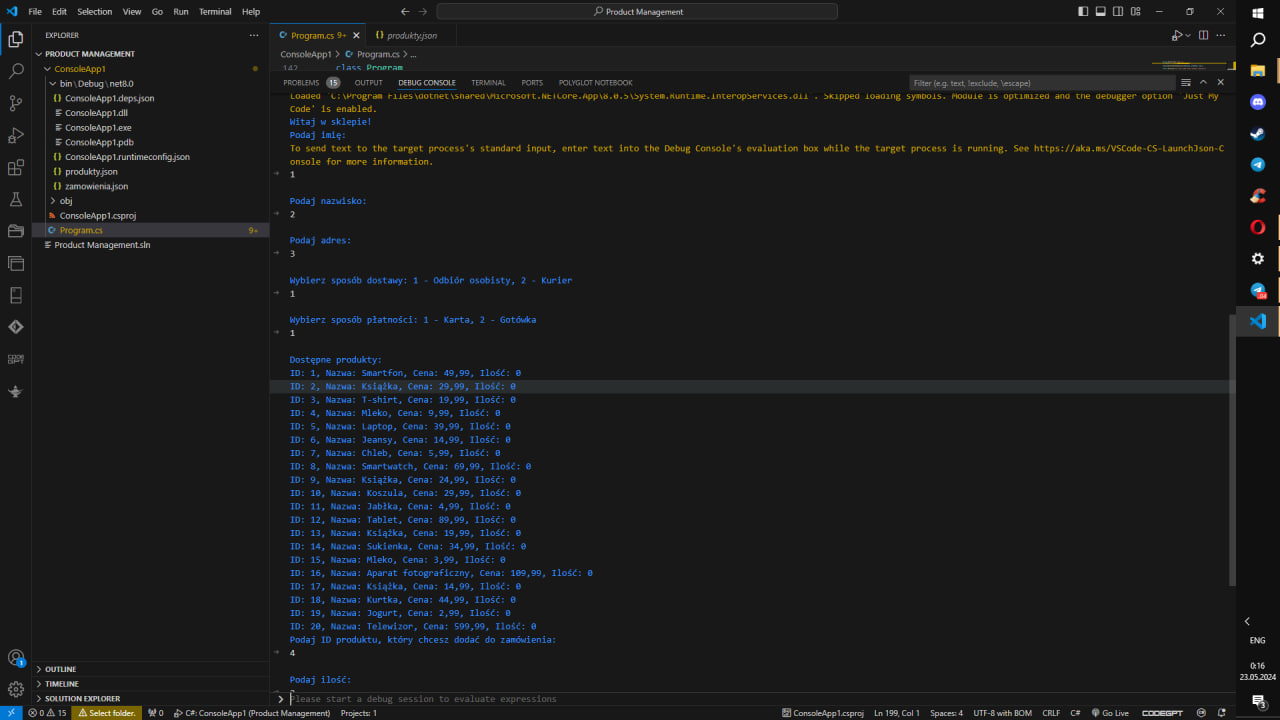 File Edit Selection View Go Run Terminal Help
Product Management
EXPLORER
Program.cs 9+
produkty.json
PRODUCT MANAGEMENT
ConsoleApp1 > Program.cs > ...
ConsoleApp1
142 class Program
bin \ Debug \ net8.0
PROBLEMS 15 OUTPUT DEBUG CONSOLE TERMINAL PORTS POLYGLOT NOTEBOOK
Filter (e.g. text, !exclude, \escape)
ConsoleApp1.deps.json
ConsoleApp1.dll
ConsoleApp1.exe
ConsoleApp1.pdb
ConsoleApp1.runtimeconfig.json
produkty.json
zamowienia.json
obj
ConsoleApp1.csproj
Program.cs 9+
Product Management.sln
Loaded 'C:\Program Files\dotnet\shared\Microsoft.NETCore.App\8.0.5\System.Runtime.InteropServices.dll'. Skipped loading symbols. Module is optimized and the debugger option 'Just My
Code' is enabled.
Witaj w sklepie!
Podaj imię:
To send text to the target process's standard input, enter text into the Debug Console's evaluation box while the target process is running. See https://aka.ms/VSCode-CS-LaunchJson-C
onsole for more information.
1
Podaj nazwisko:
2
Podaj adres:
3
Wybierz sposób dostawy: 1 - Odbiór osobisty, 2 - Kurier
1
Wybierz sposób płatności: 1 - Karta, 2 - Gotówka
1
Dostępne produkty:
ID: 1, Nazwa: Smartfon, Cena: 49,99, Ilość: 0
ID: 2, Nazwa: Książka, Cena: 29,99, Ilość: 0
ID: 3, Nazwa: T-shirt, Cena: 19,99, Ilość: 0
ID: 4, Nazwa: Mleko, Cena: 9,99, Ilość: 0
ID: 5, Nazwa: Laptop, Cena: 39,99, Ilość: 0
ID: 6, Nazwa: Jeansy, Cena: 14,99, Ilość: 0
ID: 7, Nazwa: Chleb, Cena: 5,99, Ilość: 0
ID: 8, Nazwa: Smartwatch, Cena: 69,99, Ilość: 0
ID: 9, Nazwa: Książka, Cena: 24,99, Ilość: 0
ID: 10, Nazwa: Koszula, Cena: 29,99, Ilość: 0
ID: 11, Nazwa: Jabłka, Cena: 4,99, Ilość: 0
ID: 12, Nazwa: Tablet, Cena: 89,99, Ilość: 0
ID: 13, Nazwa: Książka, Cena: 19,99, Ilość: 0
ID: 14, Nazwa: Sukienka, Cena: 34,99, Ilość: 0
ID: 15, Nazwa: Mleko, Cena: 3,99, Ilość: 0
ID: 16, Nazwa: Aparat fotograficzny, Cena: 109,99, Ilość: 0
ID: 17, Nazwa: Książka, Cena: 14,99, Ilość: 0
ID: 18, Nazwa: Kurtka, Cena: 44,99, Ilość: 0
ID: 19, Nazwa: Jogurt, Cena: 2,99, Ilość: 0
ID: 20, Nazwa: Telewizor, Cena: 599,99, Ilość: 0
Podaj ID produktu, który chcesz dodać do zamówienia:
4
Podaj ilość:
Please start a debug session to evaluate expressions
OUTLINE
TIMELINE
SOLUTION EXPLORER
0 15 Select folder. 0 C#: ConsoleApp1 (Product Management) Projects: 1
ConsoleApp1.csproj Ln 199, Col 1 Spaces: 4 UTF-8 with BOM CRLF C# Go Live CODEGPT
ENG
0:16
23.05.2024
3